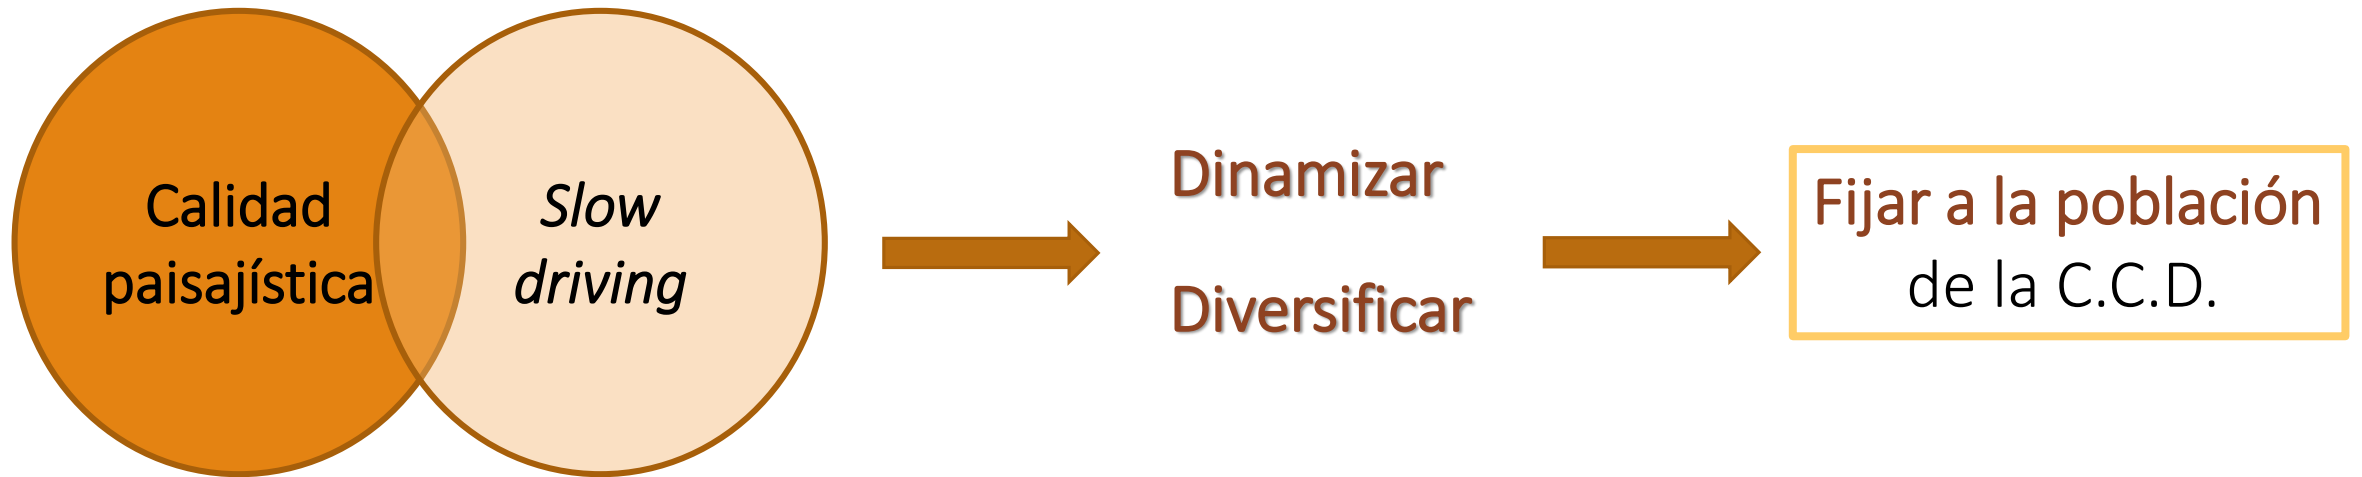 Calidad
paisajística
Slow
driving
Dinamizar
Diversificar
Fijar a la población
de la C.C.D.